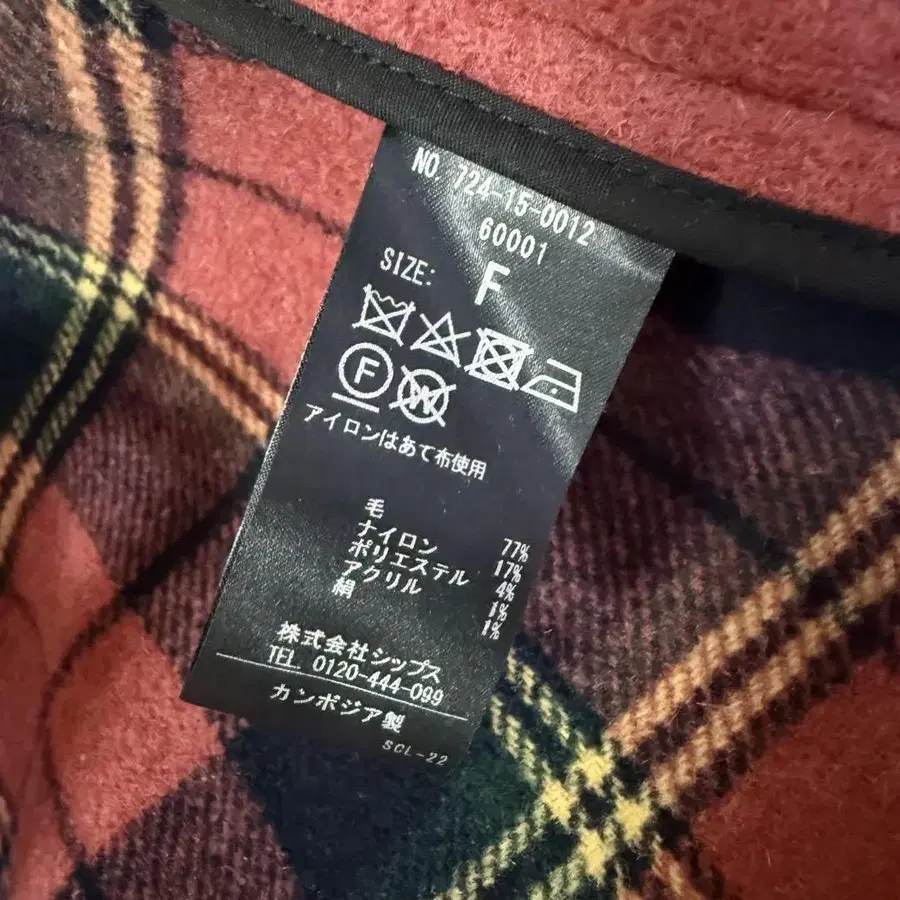 NO. 724-15-0012
60001
SIZE: F
F W
アイロンはあて布使用
毛 77%
ナイロン 17%
ポリエステル 4%
アクリル 1%
絹 1%
株式会社シップス
TEL. 0120-444-099
カンボジア製
SCL-22